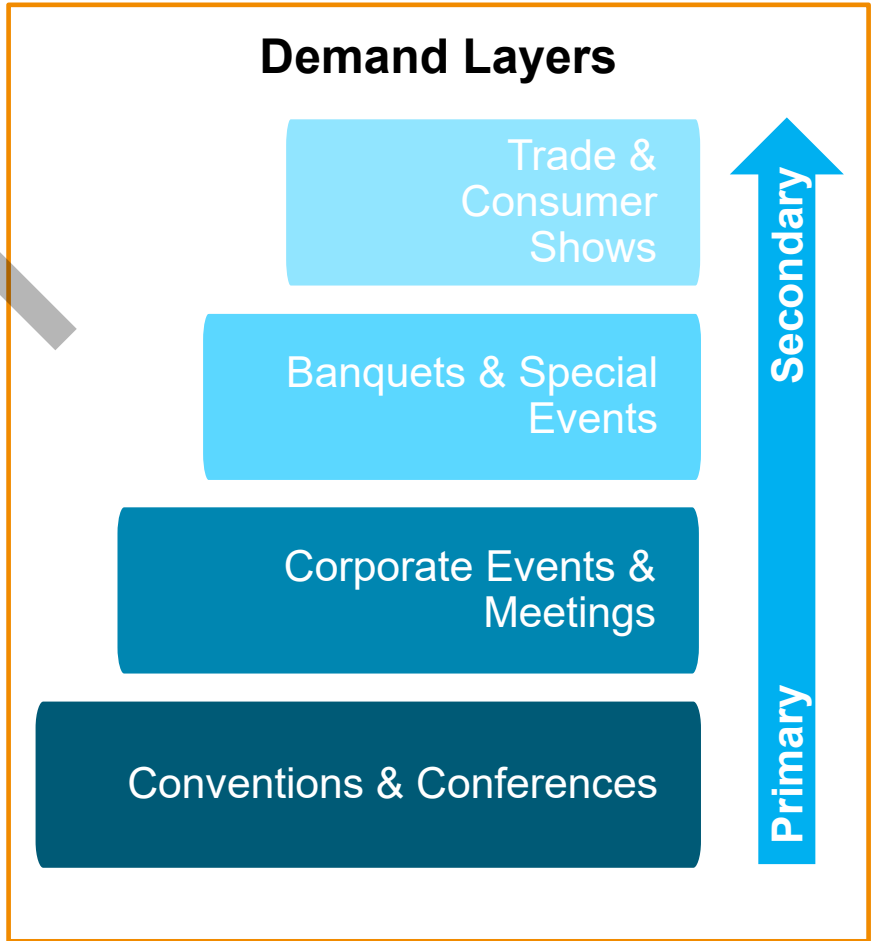 Demand Layers
Trade &
Consumer
Shows
Secondary
Banquets & Special
Events
Corporate Events &
Meetings
Primary
Conventions & Conferences